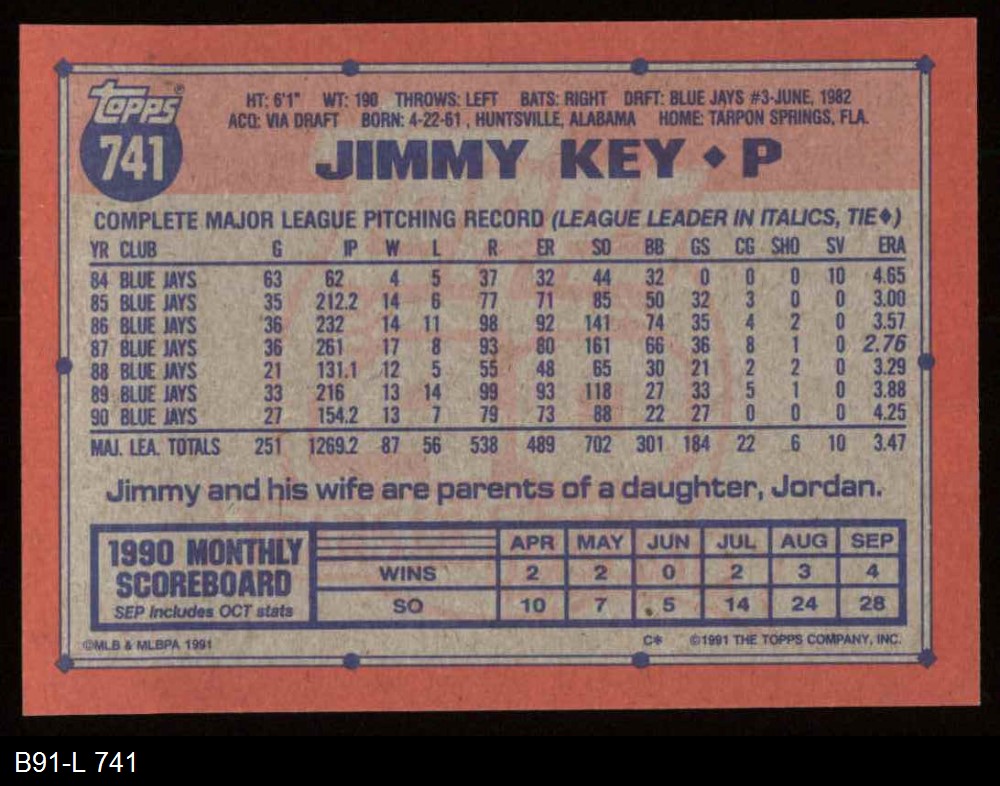 Topps®
741
HT: 6'1" WT: 190 THROWS: LEFT BATS: RIGHT DRFT: BLUE JAYS #3-JUNE, 1982
ACQ: VIA DRAFT BORN: 4-22-61, HUNTSVILLE, ALABAMA HOME: TARPON SPRINGS, FLA.
JIMMY KEY ♦ P
COMPLETE MAJOR LEAGUE PITCHING RECORD (LEAGUE LEADER IN ITALICS, TIE♦)
YR CLUB G IP W L R ER SO BB GS CG SHO SV ERA
84 BLUE JAYS 63 62 4 5 37 32 44 32 0 0 0 10 4.65
85 BLUE JAYS 35 212.2 14 6 77 71 85 50 32 3 0 0 3.00
86 BLUE JAYS 36 232 14 11 98 92 141 74 35 4 2 0 3.57
87 BLUE JAYS 36 261 17 8 93 80 161 66 36 8 1 0 2.76
88 BLUE JAYS 21 131.1 12 5 55 48 65 30 21 2 2 0 3.29
89 BLUE JAYS 33 216 13 14 99 93 118 27 33 5 1 0 3.88
90 BLUE JAYS 27 154.2 13 7 79 73 88 22 27 0 0 0 4.25
MAJ. LEA. TOTALS 251 1269.2 87 56 538 489 702 301 184 22 6 10 3.47
Jimmy and his wife are parents of a daughter, Jordan.
1990 MONTHLY
SCOREBOARD
SEP includes OCT stats
APR MAY JUN JUL AUG SEP
WINS 2 2 0 2 3 4
SO 10 7 5 14 24 28
©MLB & MLBPA 1991 C* ©1991 THE TOPPS COMPANY, INC.
B91-L 741